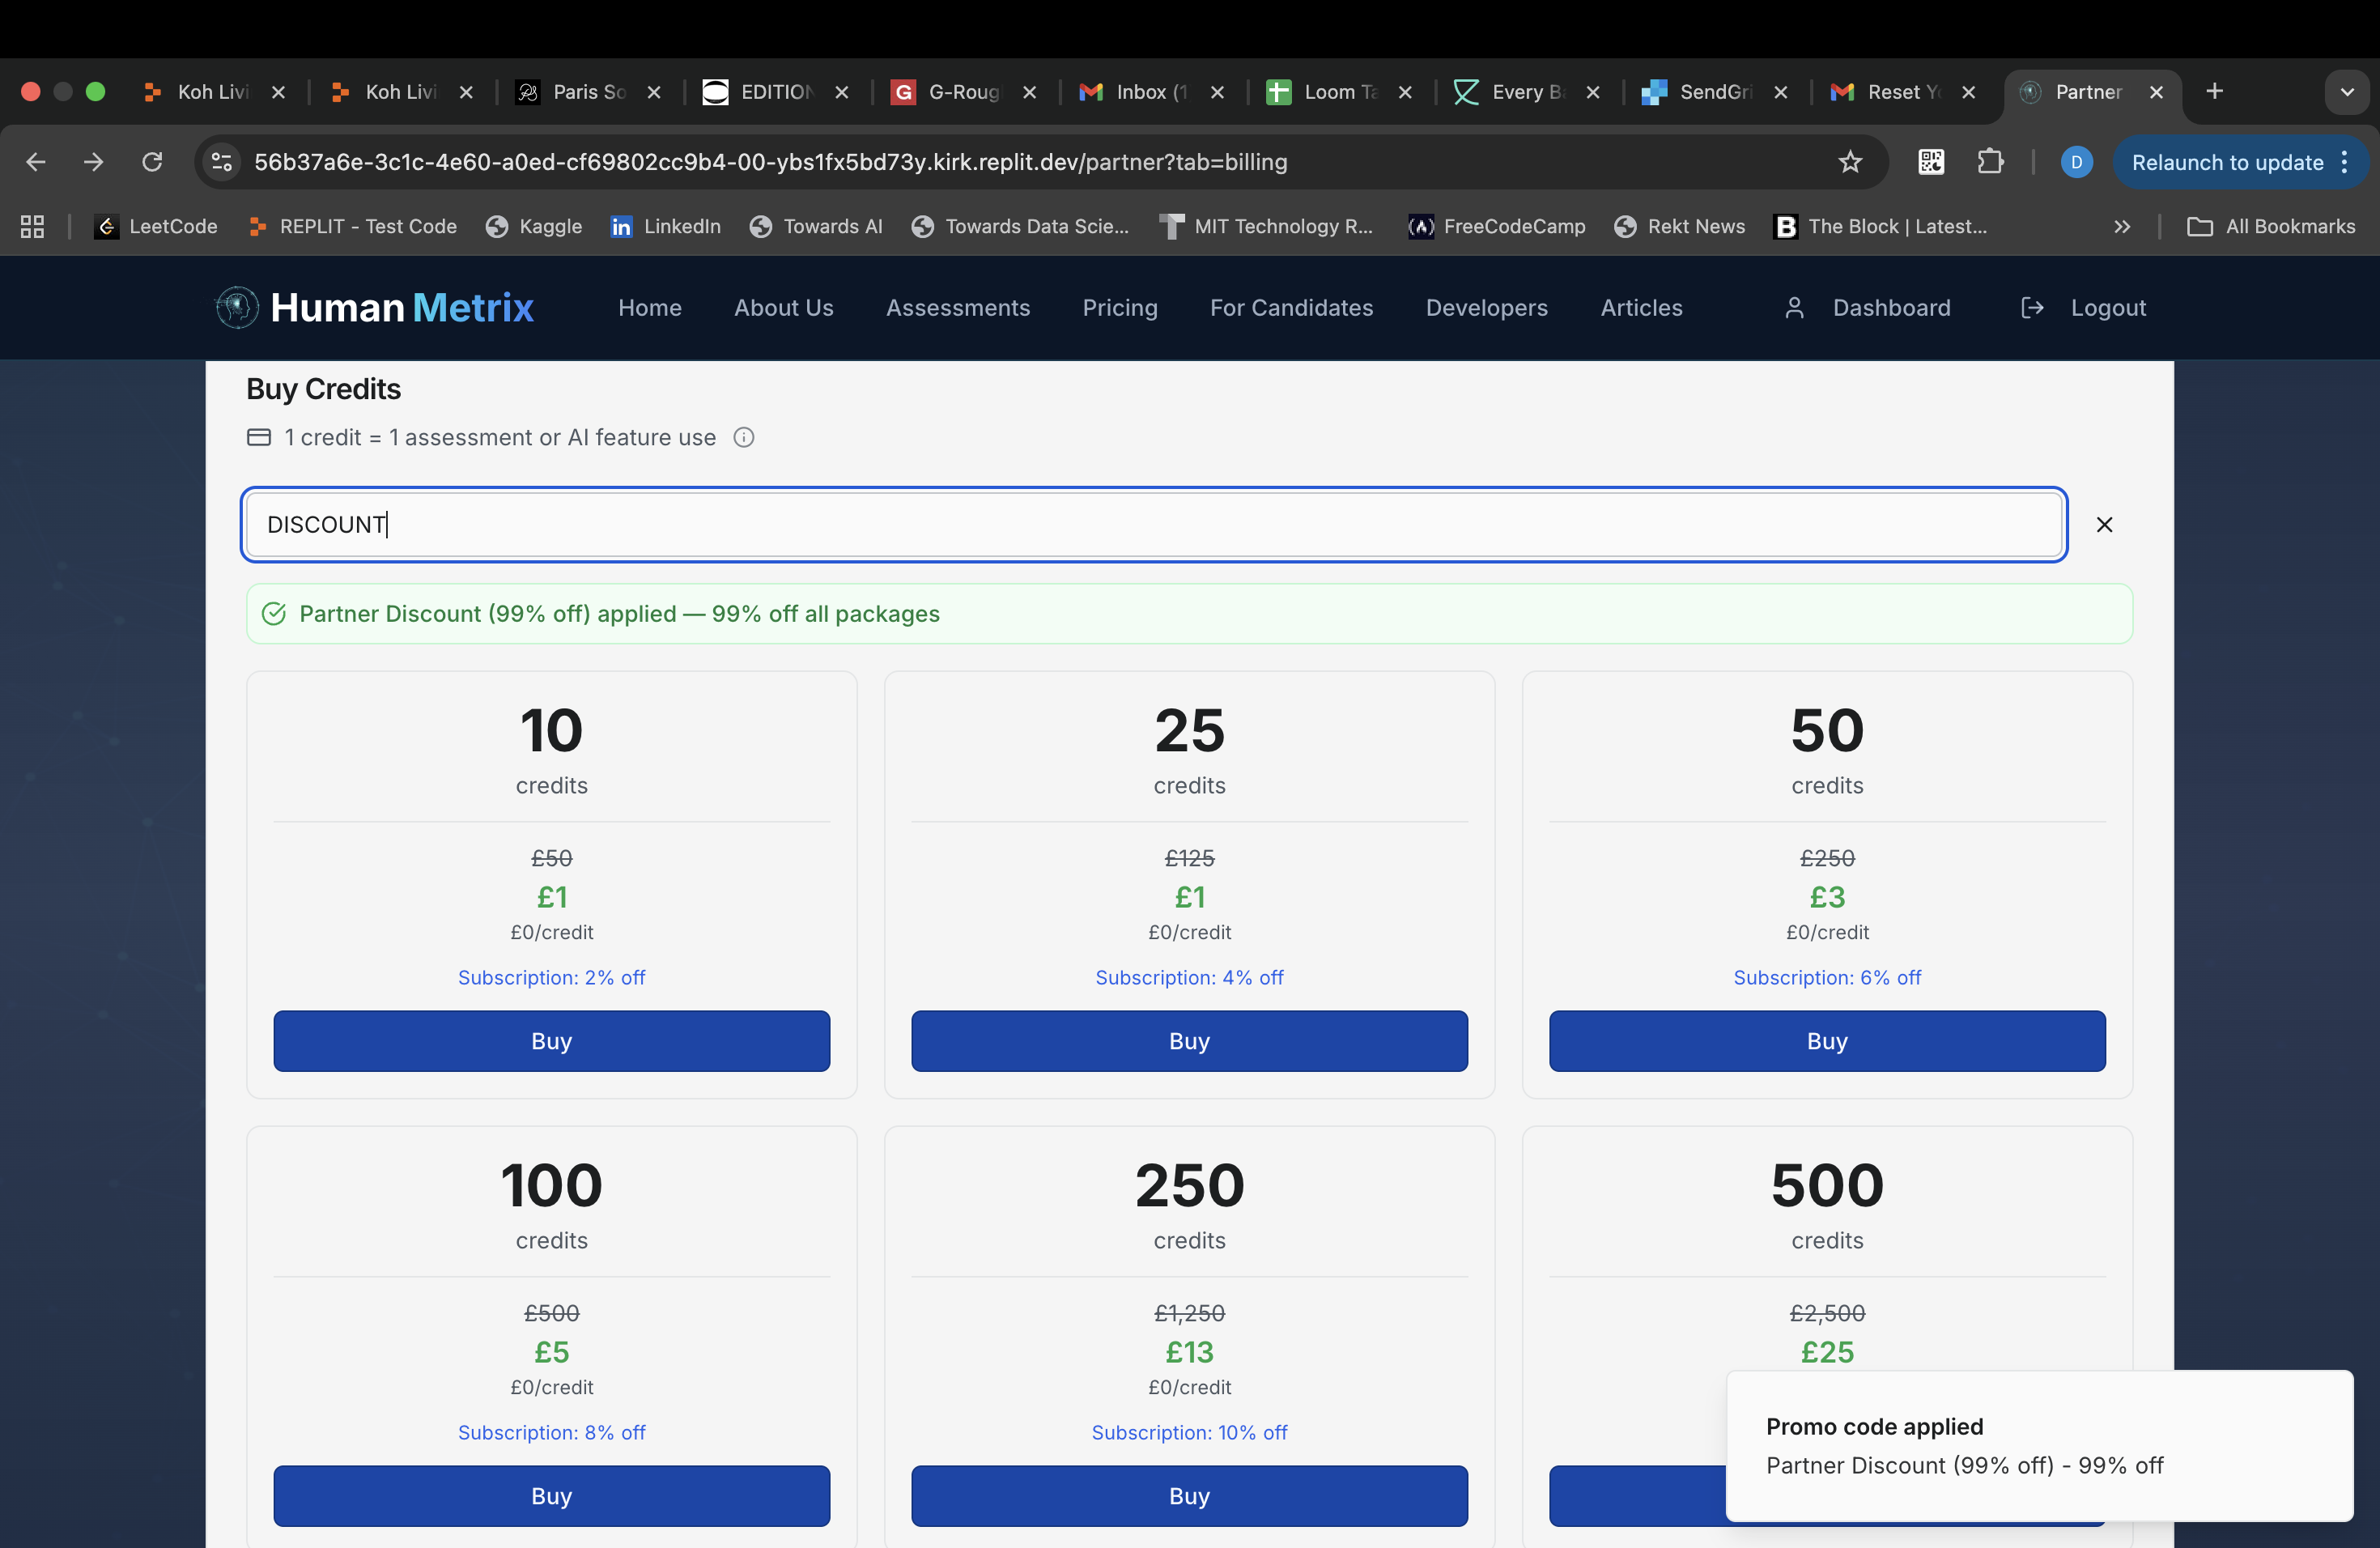 Koh Livi
Koh Livi
Paris So
EDITION
G-Roug
Inbox (1
Loom Ta
Every B
SendGri
Reset Yo
Partner
56b37a6e-3c1c-4e60-a0ed-cf69802cc9b4-00-ybs1fx5bd73y.kirk.replit.dev/partner?tab=billing
D
Relaunch to update
LeetCode
REPLIT - Test Code
Kaggle
LinkedIn
Towards AI
Towards Data Scie...
MIT Technology R...
FreeCodeCamp
Rekt News
The Block | Latest...
All Bookmarks
Human Metrix
Home
About Us
Assessments
Pricing
For Candidates
Developers
Articles
Dashboard
Logout
Buy Credits
1 credit = 1 assessment or AI feature use
DISCOUNT
Partner Discount (99% off) applied — 99% off all packages
10
credits
£50
£1
£0/credit
Subscription: 2% off
Buy
25
credits
£125
£1
£0/credit
Subscription: 4% off
Buy
50
credits
£250
£3
£0/credit
Subscription: 6% off
Buy
100
credits
£500
£5
£0/credit
Subscription: 8% off
Buy
250
credits
£1,250
£13
£0/credit
Subscription: 10% off
Buy
500
credits
£2,500
£25
Promo code applied
Partner Discount (99% off) - 99% off